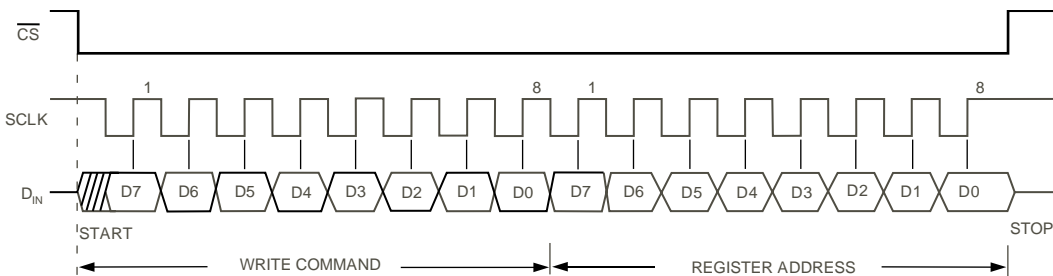 CS
1 8 1 8
SCLK
DIN D7 D6 D5 D4 D3 D2 D1 D0 D7 D6 D5 D4 D3 D2 D1 D0
START STOP
WRITE COMMAND REGISTER ADDRESS